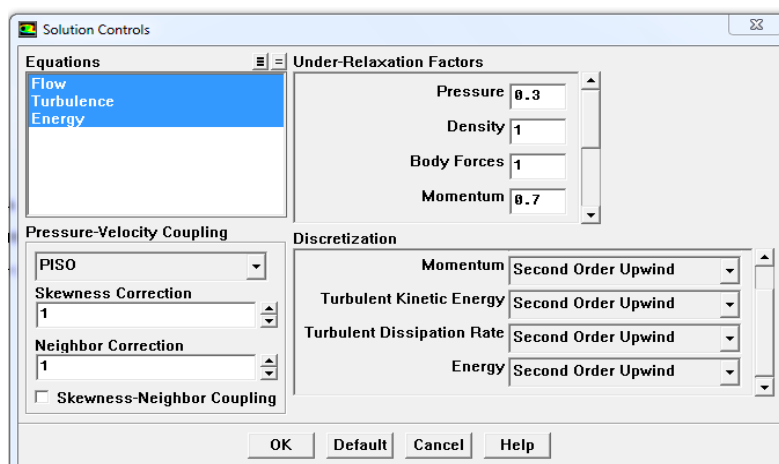 Solution Controls
Equations
Flow
Turbulence
Energy
Under-Relaxation Factors
Pressure 0.3
Density 1
Body Forces 1
Momentum 0.7
Pressure-Velocity Coupling
PISO
Skewness Correction
1
Neighbor Correction
1
Skewness-Neighbor Coupling
Discretization
Momentum Second Order Upwind
Turbulent Kinetic Energy Second Order Upwind
Turbulent Dissipation Rate Second Order Upwind
Energy Second Order Upwind
OK Default Cancel Help